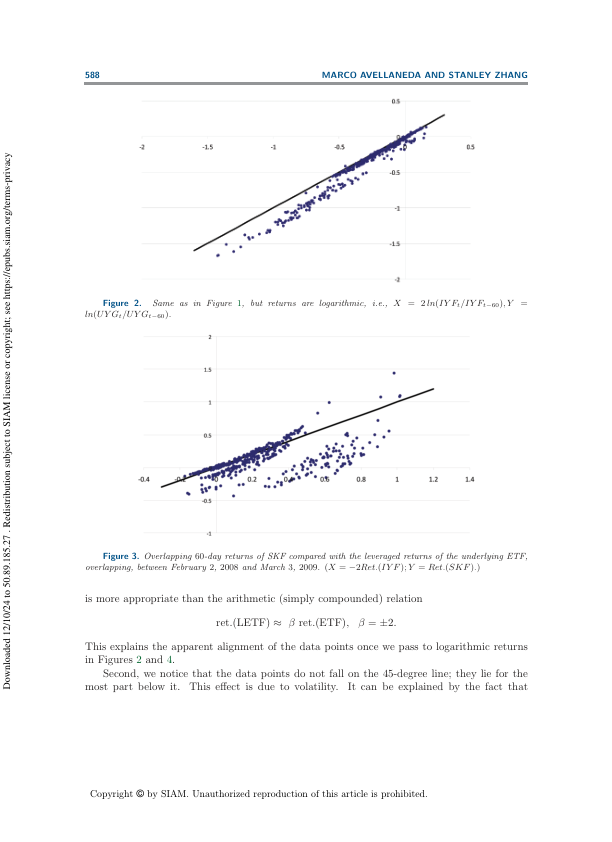 588
MARCO AVELLANEDA AND STANLEY ZHANG
0.5
0
-2
-1.5
-1
-0.5
0
0.5
-0.5
-1
-1.5
-2
Figure 2. Same as in Figure 1, but returns are logarithmic, i.e., X = 2 ln(IYF_t/IYF_{t−60}), Y =
ln(UYG_t/UYG_{t−60}).
2
1.5
1
0.5
0
-0.4
-0.2
0
0.2
0.4
0.6
0.8
1
1.2
1.4
-0.5
-1
Figure 3. Overlapping 60-day returns of SKF compared with the leveraged returns of the underlying ETF,
overlapping, between February 2, 2008 and March 3, 2009. (X = −2Ret.(IYF); Y = Ret.(SKF).)
is more appropriate than the arithmetic (simply compounded) relation
ret.(LETF) ≈ β ret.(ETF), β = ±2.
This explains the apparent alignment of the data points once we pass to logarithmic returns
in Figures 2 and 4.
Second, we notice that the data points do not fall on the 45-degree line; they lie for the
most part below it. This effect is due to volatility. It can be explained by the fact that
Copyright © by SIAM. Unauthorized reproduction of this article is prohibited.
Downloaded 12/10/24 to 50.89.185.27 . Redistribution subject to SIAM license or copyright; see https://epubs.siam.org/terms-privacy